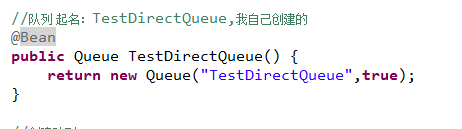 //队列 起名：TestDirectQueue,我自己创建的
@Bean
public Queue TestDirectQueue() {
    return new Queue("TestDirectQueue",true);
}